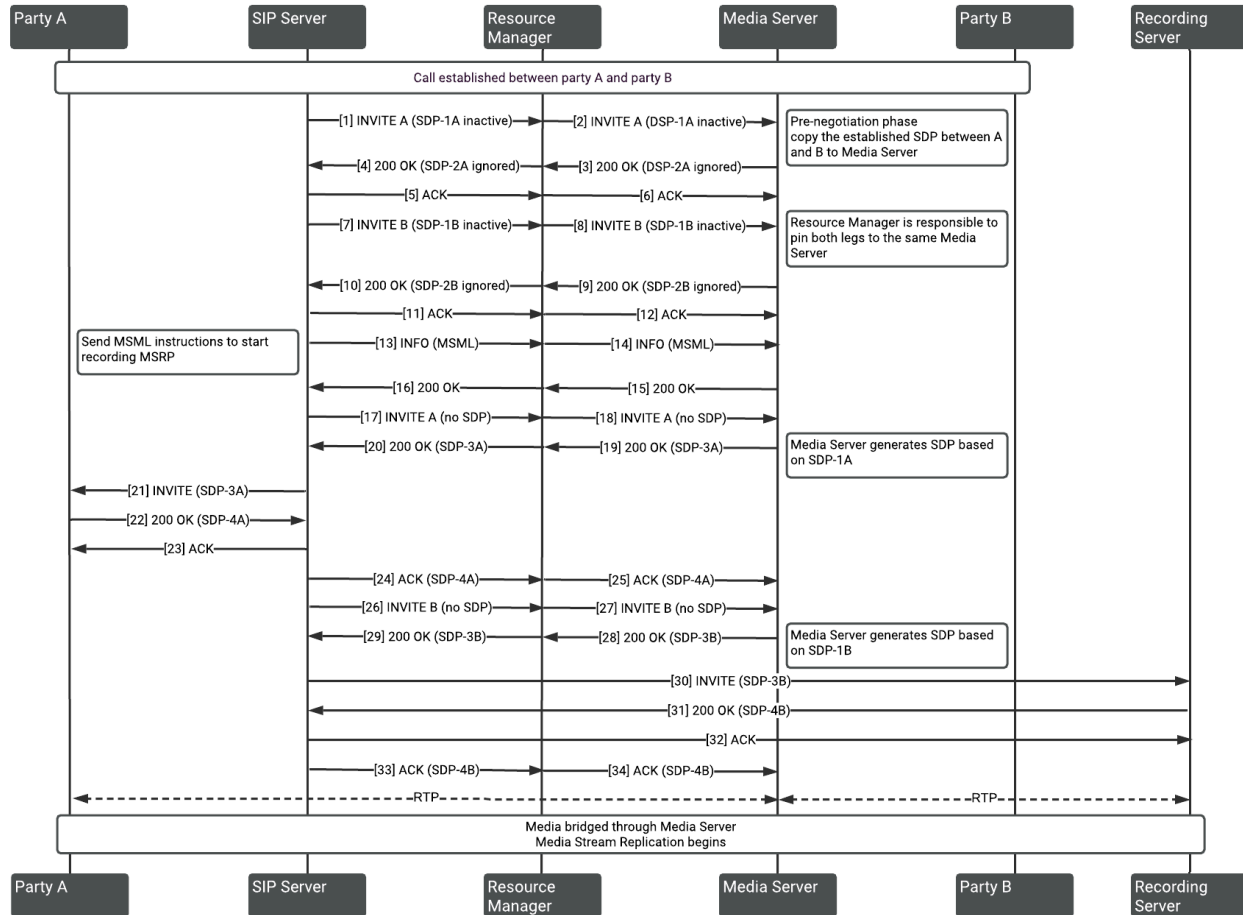 Party A
SIP Server
Resource
Manager
Media Server
Party B
Recording
Server
Call established between party A and party B
[1] INVITE A (SDP-1A inactive)
[2] INVITE A (DSP-1A inactive)
Pre-negotiation phase
copy the established SDP between A
and B to Media Server
[4] 200 OK (SDP-2A ignored)
[3] 200 OK (DSP-2A ignored)
[5] ACK
[6] ACK
[7] INVITE B (SDP-1B inactive)
[8] INVITE B (SDP-1B inactive)
Resource Manager is responsible to
pin both legs to the same Media
Server
[10] 200 OK (SDP-2B ignored)
[9] 200 OK (SDP-2B ignored)
[11] ACK
[12] ACK
Send MSML instructions to start
recording MSRP
[13] INFO (MSML)
[14] INFO (MSML)
[16] 200 OK
[15] 200 OK
[17] INVITE A (no SDP)
[18] INVITE A (no SDP)
[20] 200 OK (SDP-3A)
[19] 200 OK (SDP-3A)
Media Server generates SDP based
on SDP-1A
[21] INVITE (SDP-3A)
[22] 200 OK (SDP-4A)
[23] ACK
[24] ACK (SDP-4A)
[25] ACK (SDP-4A)
[26] INVITE B (no SDP)
[27] INVITE B (no SDP)
[29] 200 OK (SDP-3B)
[28] 200 OK (SDP-3B)
Media Server generates SDP based
on SDP-1B
[30] INVITE (SDP-3B)
[31] 200 OK (SDP-4B)
[32] ACK
[33] ACK (SDP-4B)
[34] ACK (SDP-4B)
RTP
RTP
Media bridged through Media Server
Media Stream Replication begins
Party A
SIP Server
Resource
Manager
Media Server
Party B
Recording
Server